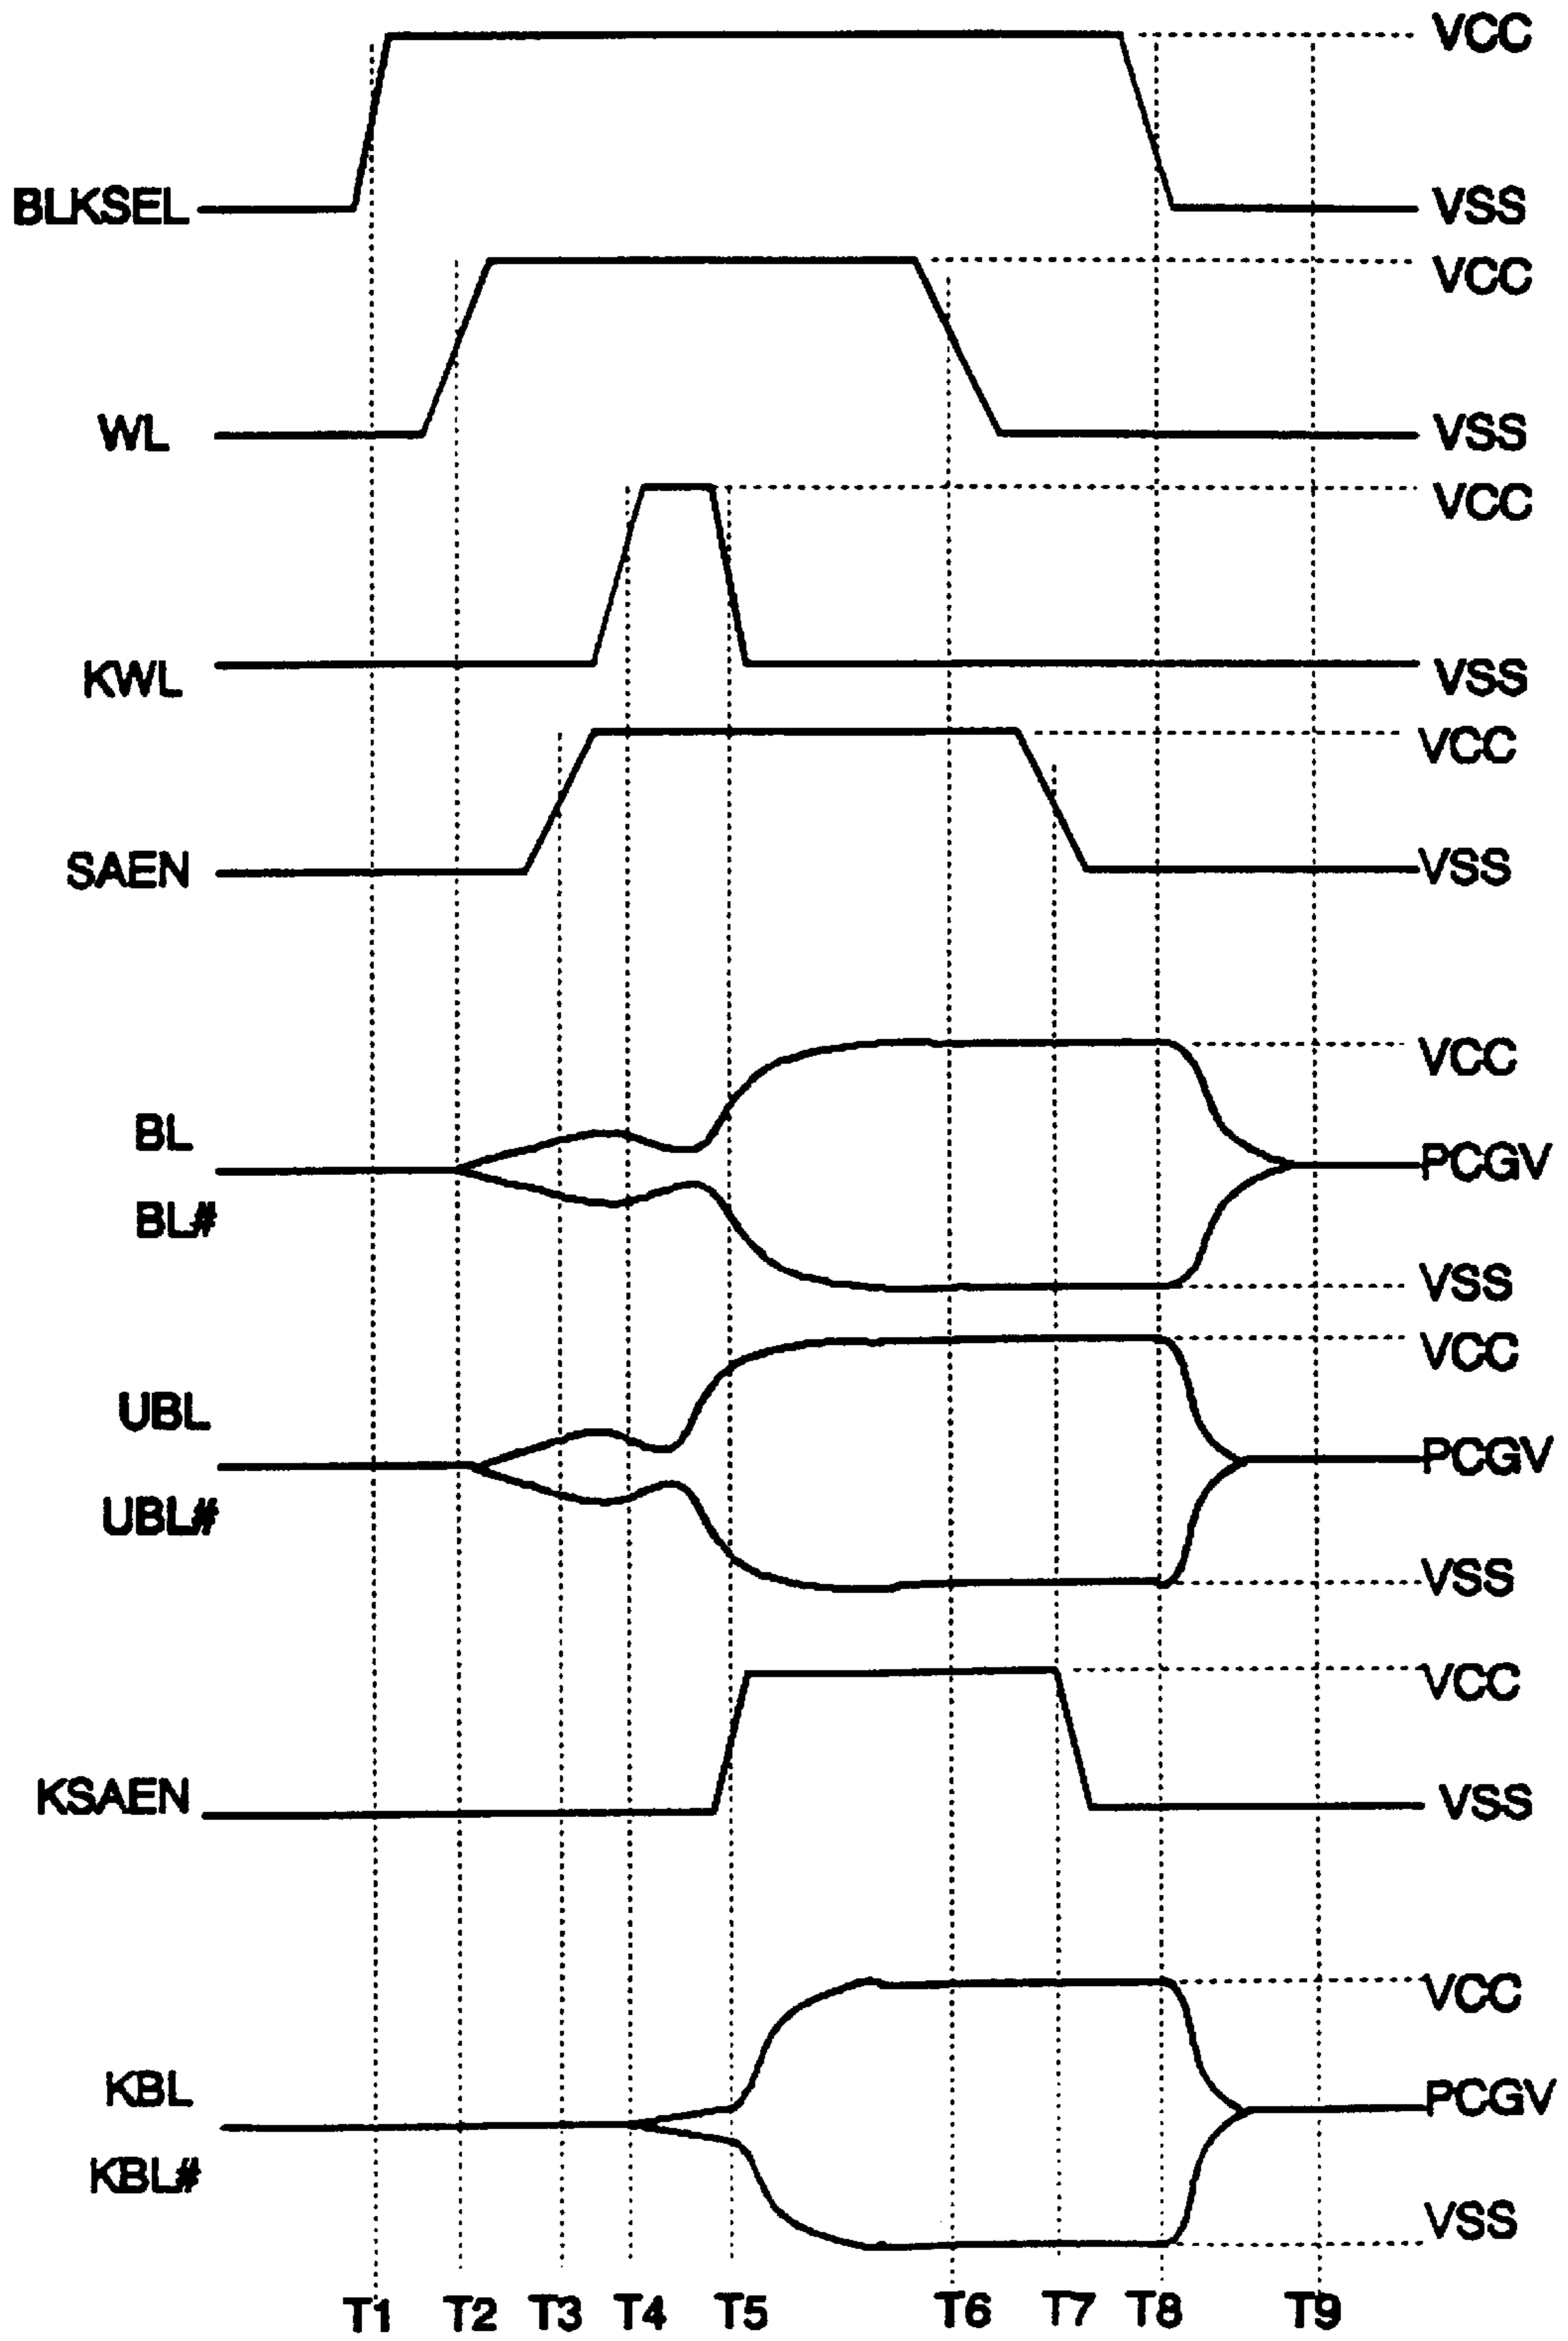 VCC
BLKSEL VSS
VCC
WL VSS
VCC
KWL VSS
VCC
SAEN VSS
VCC
BL
PCGV
BL#
VSS
VCC
UBL
PCGV
UBL#
VSS
VCC
KSAEN VSS
VCC
KBL
PCGV
KBL#
VSS
T1 T2 T3 T4 T5 T6 T7 T8 T9